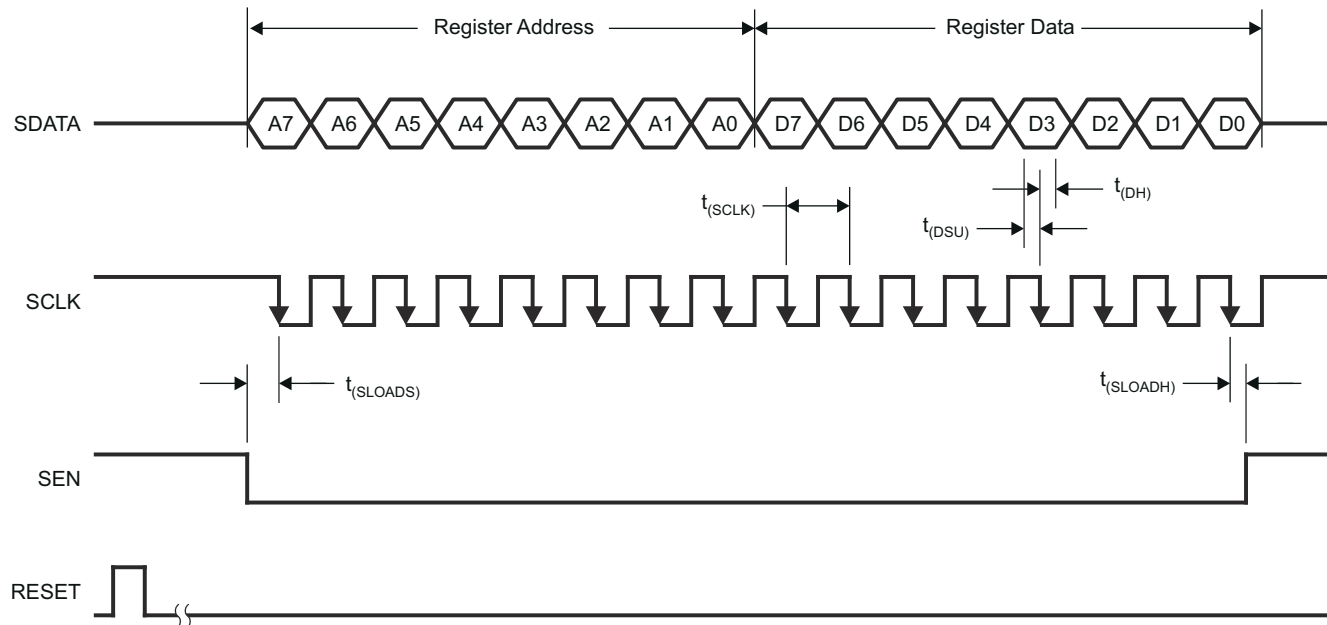 Register Address
Register Data
SDATA
A7 A6 A5 A4 A3 A2 A1 A0 D7 D6 D5 D4 D3 D2 D1 D0
t(SCLK)
t(DH)
t(DSU)
SCLK
t(SLOADS)
t(SLOADH)
SEN
RESET